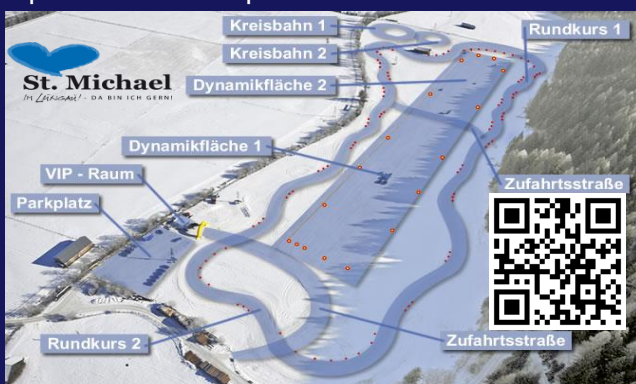 Kreisbahn 1
Kreisbahn 2
Rundkurs 1
St. Michael
IM LUNGAU! - DA BIN ICH GERN!
Dynamikfläche 2
Dynamikfläche 1
VIP - Raum
Zufahrtsstraße
Parkplatz
Rundkurs 2
Zufahrtsstraße